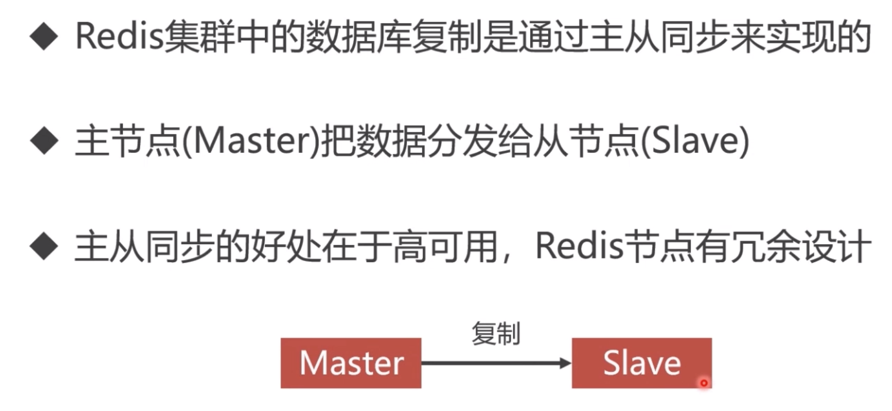 ◆ Redis集群中的数据库复制是通过主从同步来实现的
◆ 主节点(Master)把数据分发给从节点(Slave)
◆ 主从同步的好处在于高可用，Redis节点有冗余设计
复制
Master
Slave